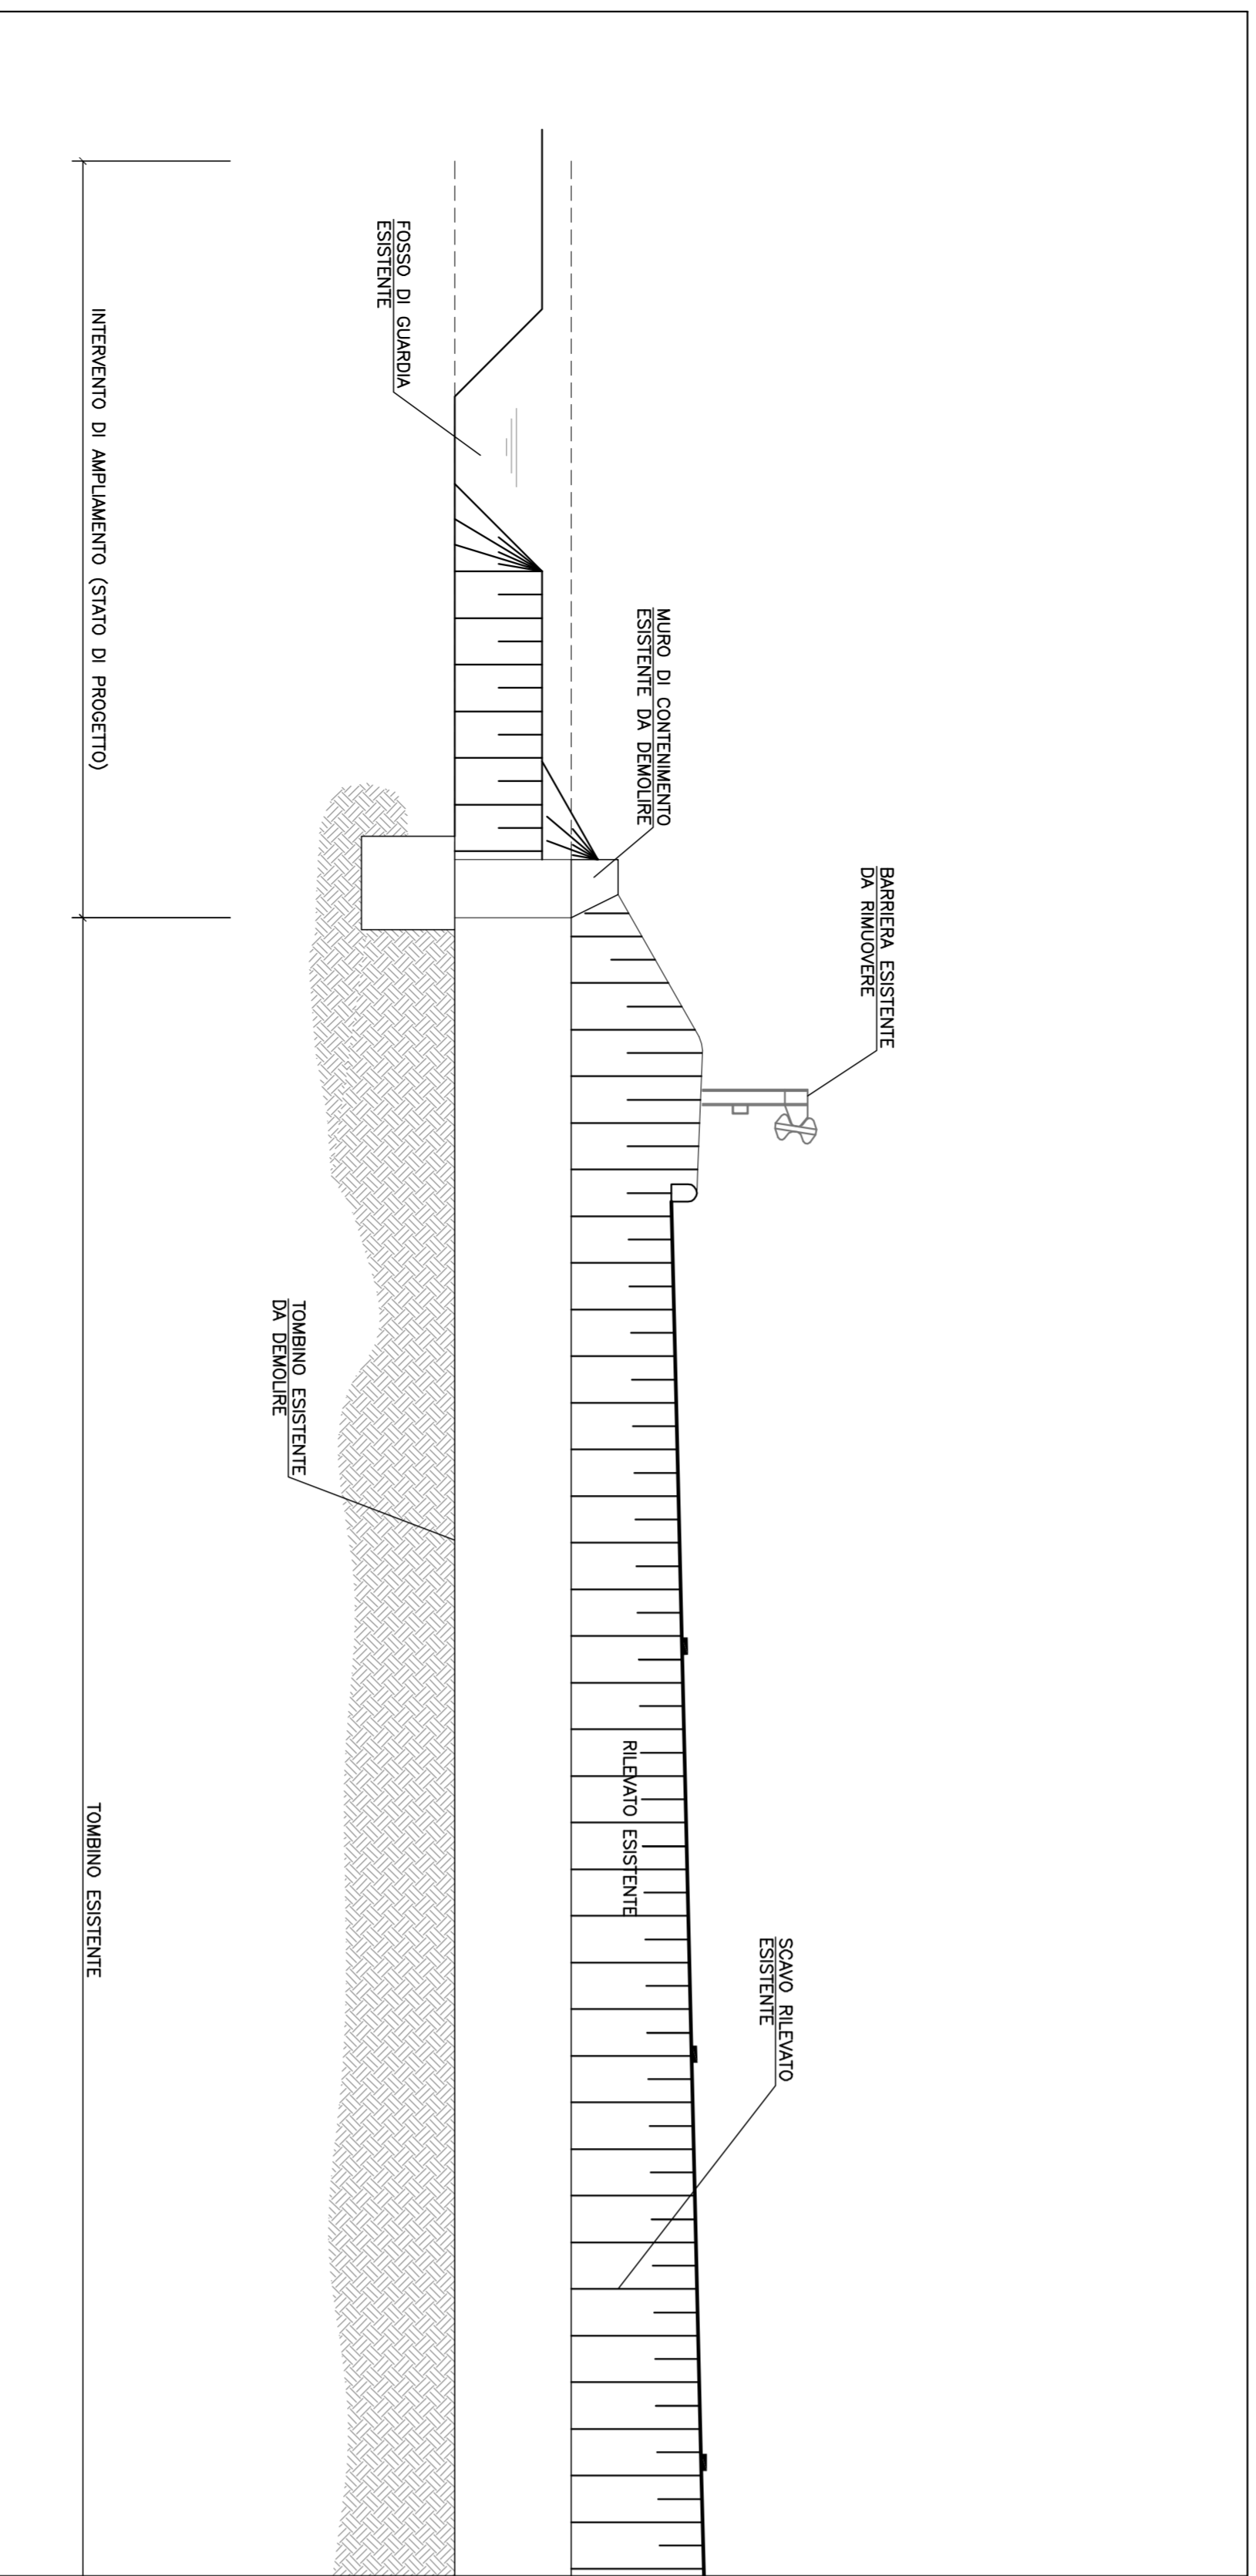 BARRIERA ESISTENTE
DA RIMUOVERE
SCAVO RILEVATO
ESISTENTE
MURO DI CONTENIMENTO
ESISTENTE DA DEMOLIRE
RILEVATO ESISTENTE
FOSSO DI GUARDIA
ESISTENTE
TOMBINO ESISTENTE
DA DEMOLIRE
INTERVENTO DI AMPLIAMENTO (STATO DI PROGETTO)
TOMBINO ESISTENTE